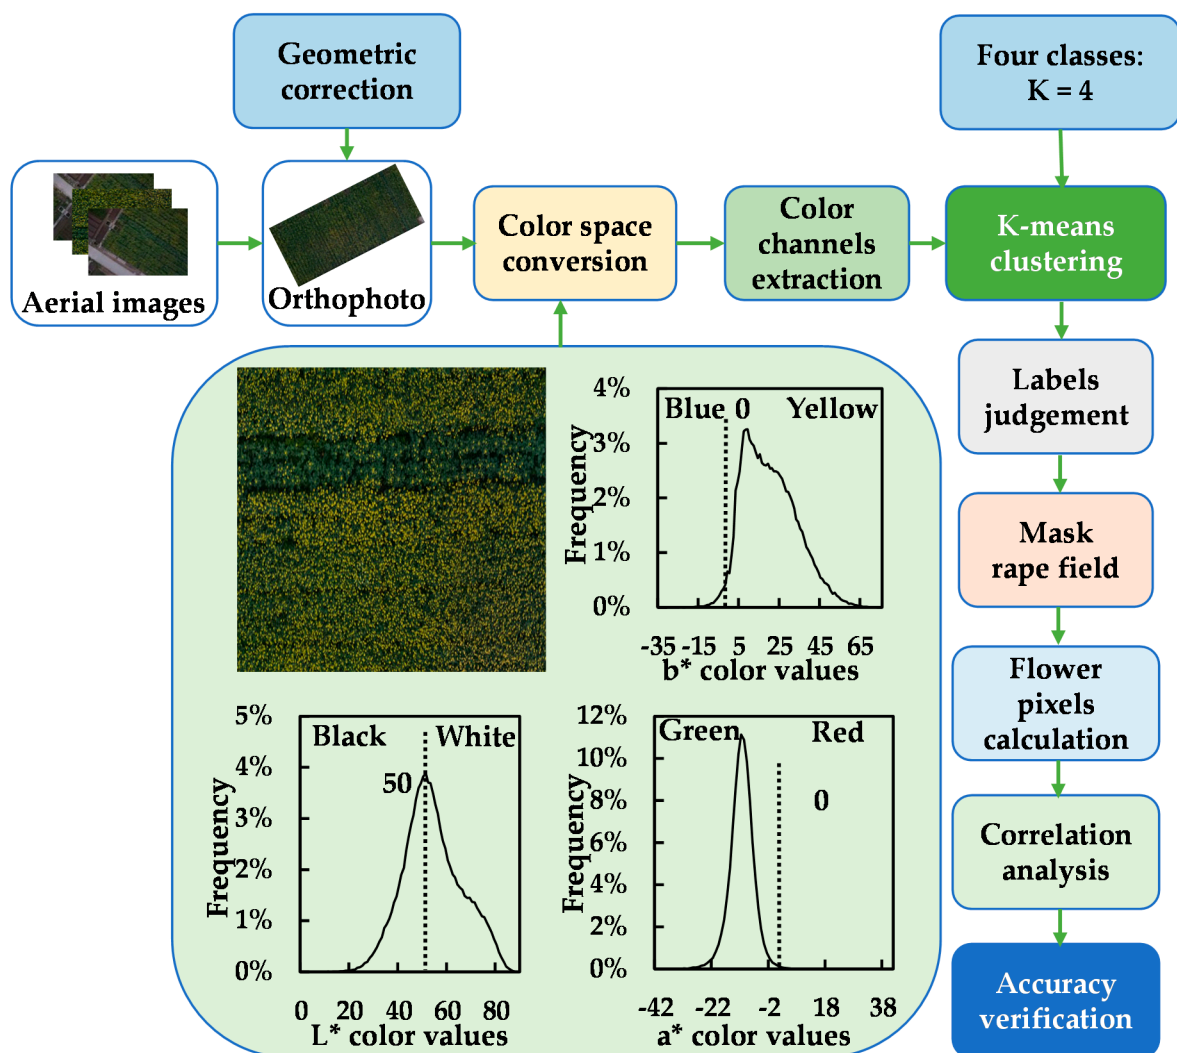 Geometric
correction
Four classes:
K = 4
Aerial images
Orthophoto
Color space
conversion
Color
channels
extraction
K-means
clustering
Labels
judgement
Mask
rape field
Flower
pixels
calculation
Correlation
analysis
Accuracy
verification
4%
3%
2%
1%
0%
Frequency
Blue 0 Yellow
-35 -15 5 25 45 65
b* color values
5%
4%
3%
2%
1%
0%
Frequency
Black White
50
0 20 40 60 80
L* color values
12%
10%
8%
6%
4%
2%
0%
Frequency
Green Red
0
-42 -22 -2 18 38
a* color values